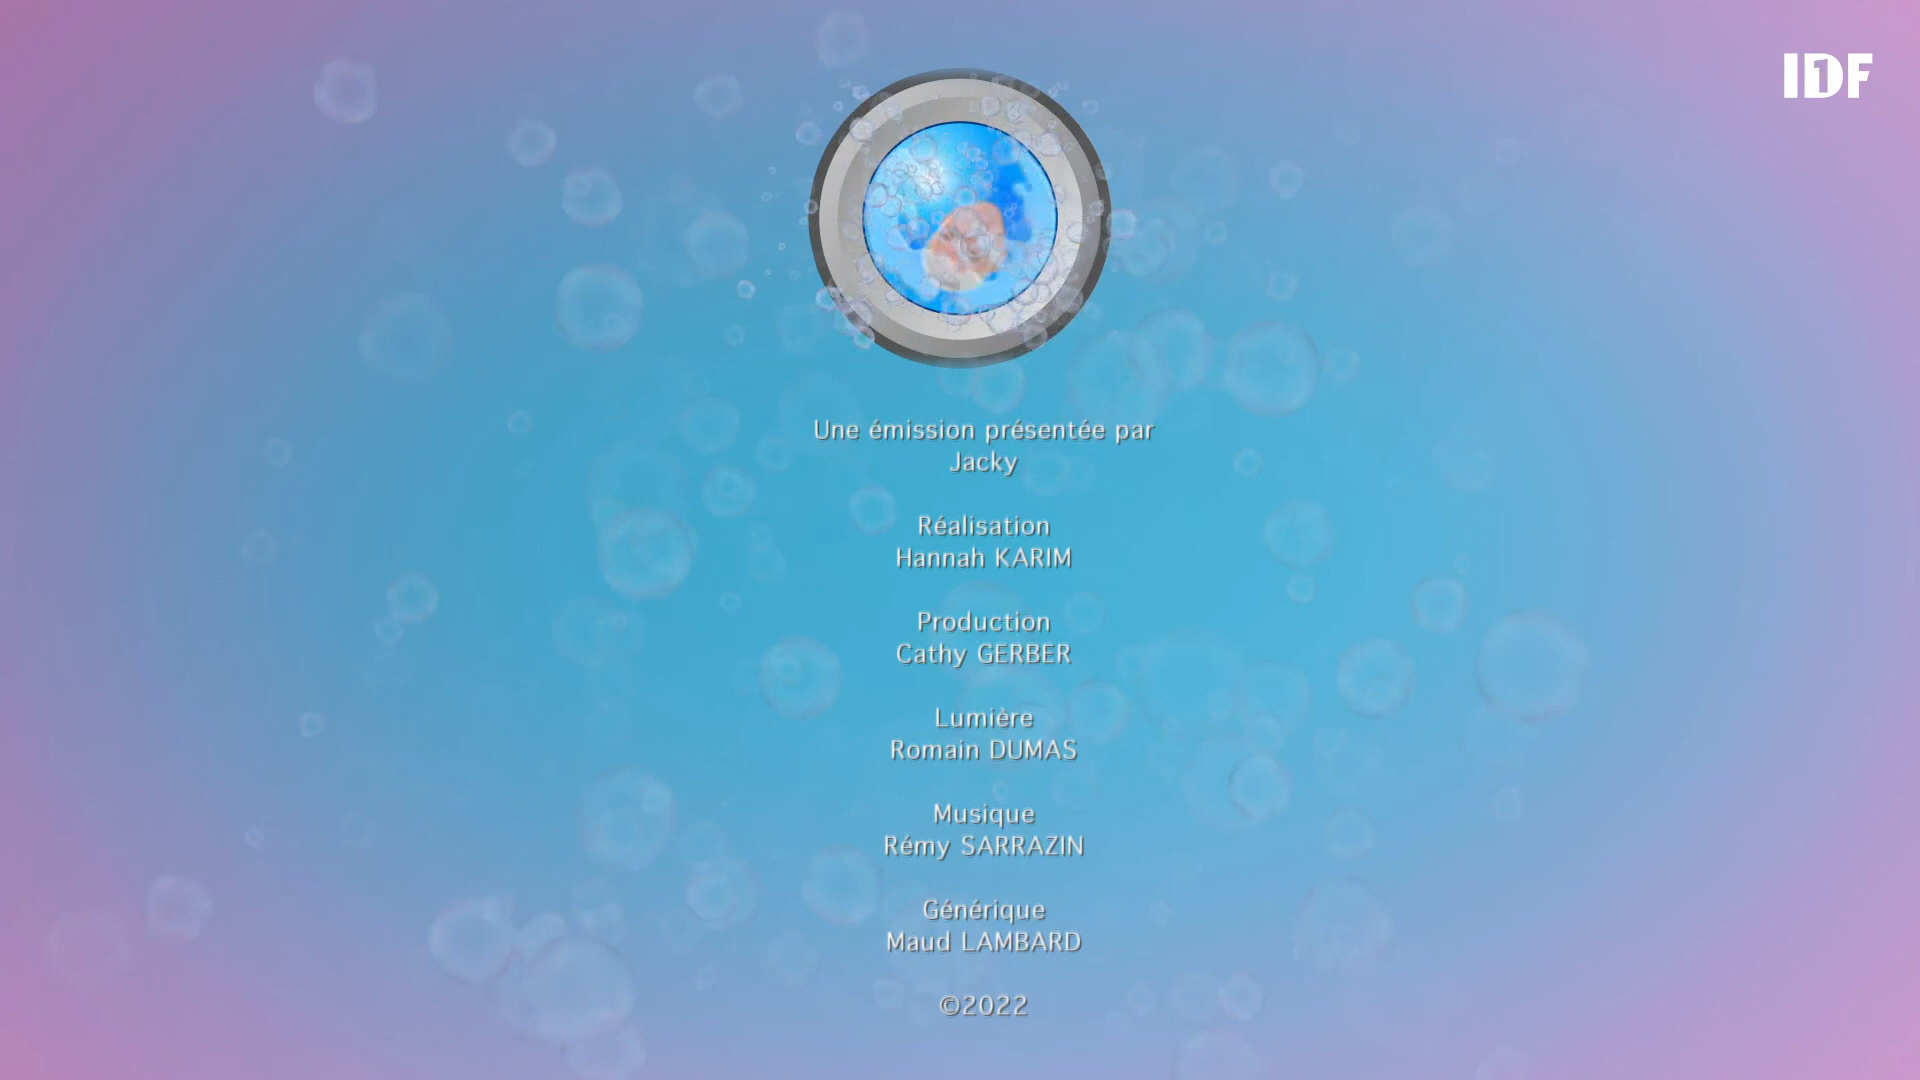 IDF1
Une émission présentée par
Jacky
Réalisation
Hannah KARIM
Production
Cathy GERBER
Lumière
Romain DUMAS
Musique
Rémy SARRAZIN
Générique
Maud LAMBARD
©2022